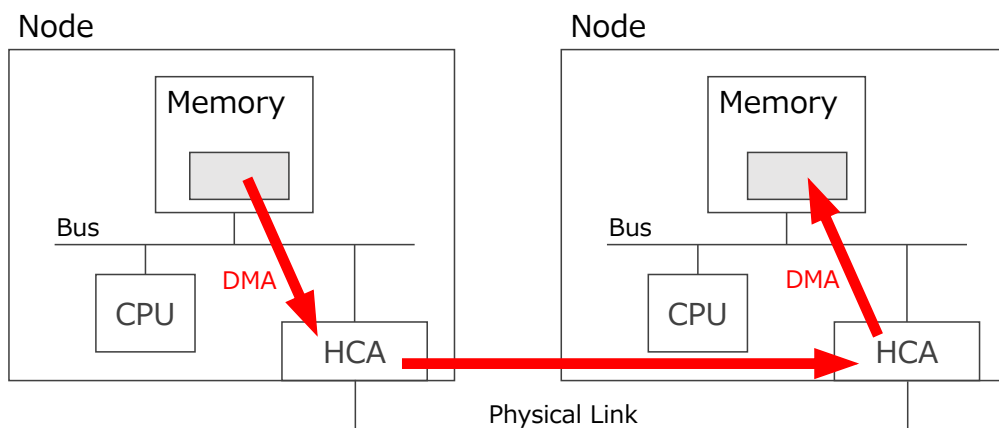 Node
Memory
Bus
DMA
CPU
HCA
Node
Memory
Bus
DMA
CPU
HCA
Physical Link